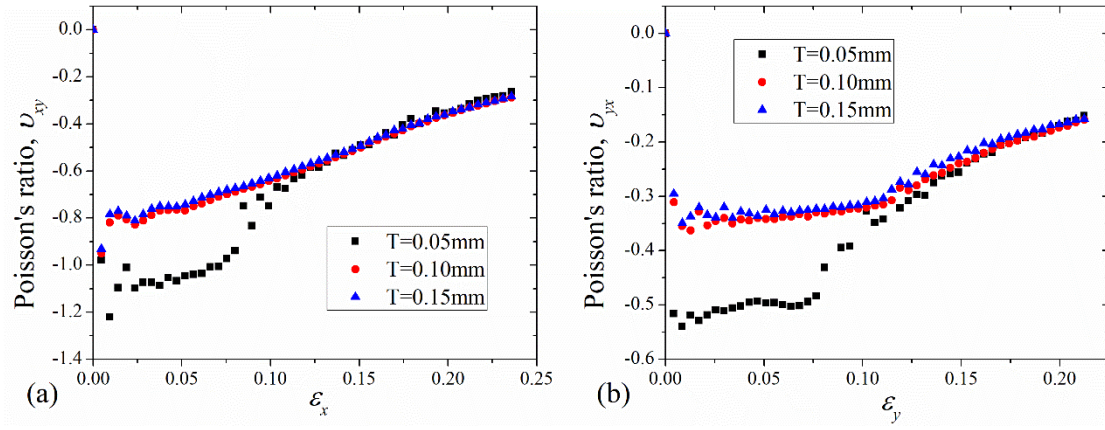 Poisson's ratio, υxy
0.0
-0.2
-0.4
-0.6
-0.8
-1.0
-1.2
-1.4
T=0.05mm
T=0.10mm
T=0.15mm
0.00 0.05 0.10 0.15 0.20 0.25
(a) εx
Poisson's ratio, υyx
0.0
-0.1
-0.2
-0.3
-0.4
-0.5
-0.6
T=0.05mm
T=0.10mm
T=0.15mm
0.00 0.05 0.10 0.15 0.20
(b) εy